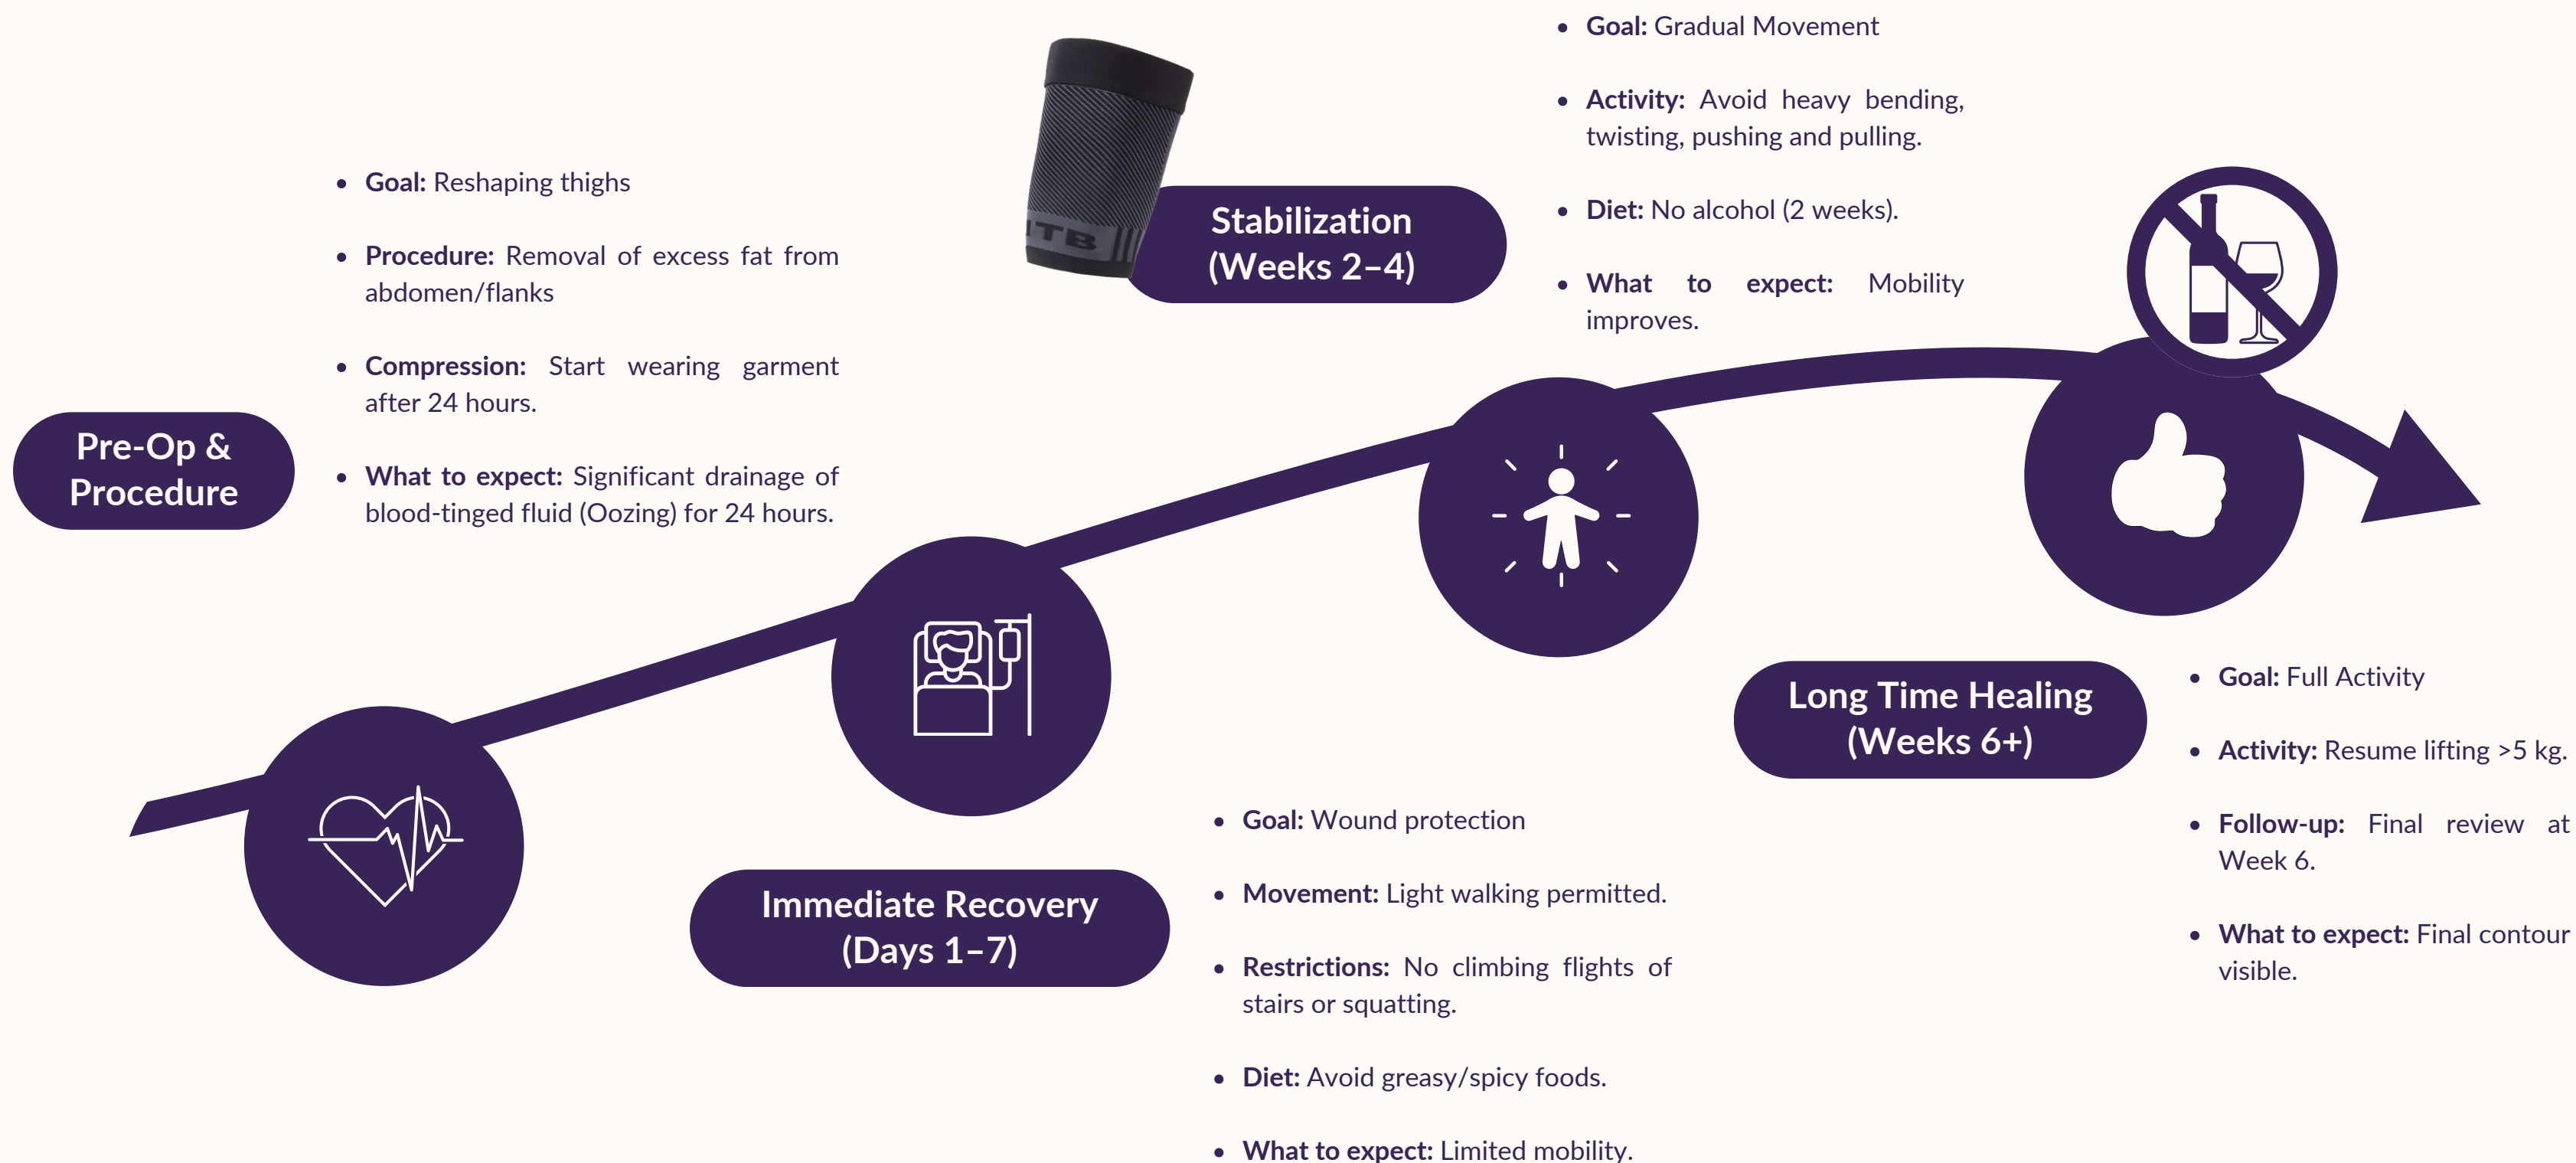 Pre-Op &
Procedure
• Goal: Reshaping thighs
• Procedure: Removal of excess fat from
abdomen/flanks
• Compression: Start wearing garment
after 24 hours.
• What to expect: Significant drainage of
blood-tinged fluid (Oozing) for 24 hours.
Immediate Recovery
(Days 1–7)
• Goal: Wound protection
• Movement: Light walking permitted.
• Restrictions: No climbing flights of
stairs or squatting.
• Diet: Avoid greasy/spicy foods.
• What to expect: Limited mobility.
ITB
Stabilization
(Weeks 2–4)
• Goal: Gradual Movement
• Activity: Avoid heavy bending,
twisting, pushing and pulling.
• Diet: No alcohol (2 weeks).
• What to expect: Mobility
improves.
Long Time Healing
(Weeks 6+)
• Goal: Full Activity
• Activity: Resume lifting >5 kg.
• Follow-up: Final review at
Week 6.
• What to expect: Final contour
visible.